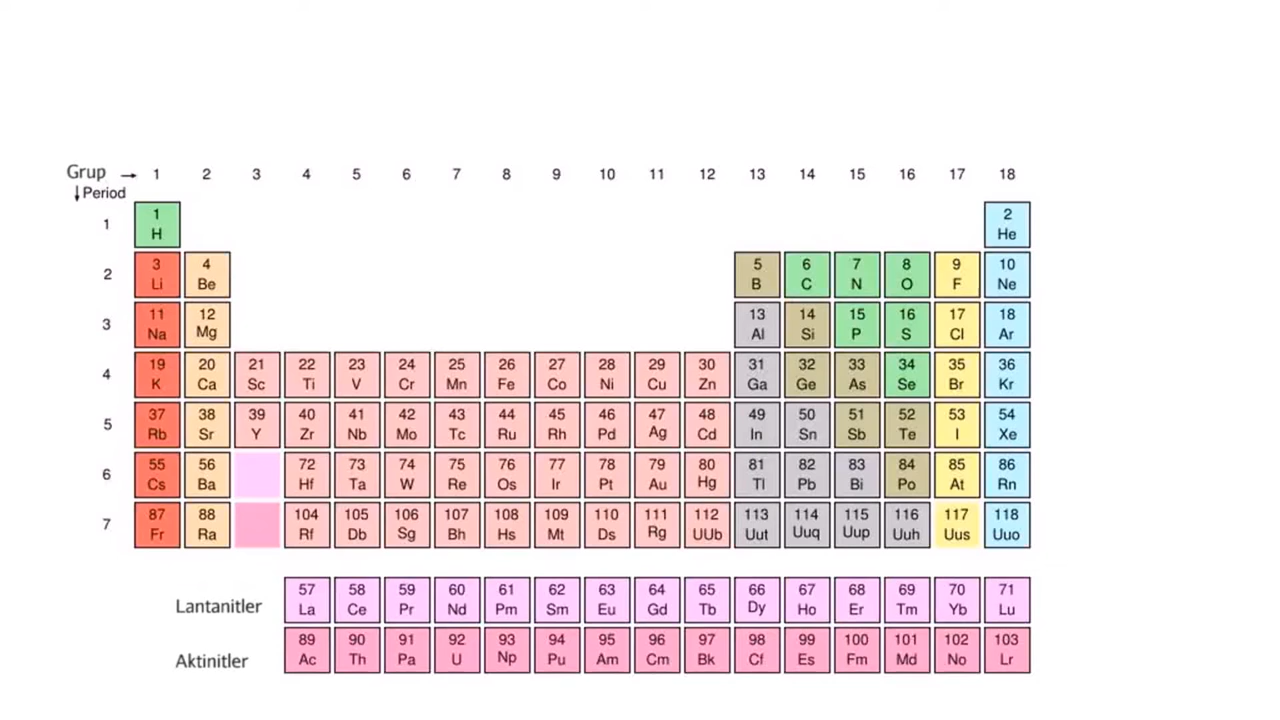 Grup → 1 2 3 4 5 6 7 8 9 10 11 12 13 14 15 16 17 18
↓ Period
1 2
1 H He
3 4 5 6 7 8 9 10
2 Li Be B C N O F Ne
11 12 13 14 15 16 17 18
3 Na Mg Al Si P S Cl Ar
19 20 21 22 23 24 25 26 27 28 29 30 31 32 33 34 35 36
4 K Ca Sc Ti V Cr Mn Fe Co Ni Cu Zn Ga Ge As Se Br Kr
37 38 39 40 41 42 43 44 45 46 47 48 49 50 51 52 53 54
5 Rb Sr Y Zr Nb Mo Tc Ru Rh Pd Ag Cd In Sn Sb Te I Xe
55 56 72 73 74 75 76 77 78 79 80 81 82 83 84 85 86
6 Cs Ba Hf Ta W Re Os Ir Pt Au Hg Tl Pb Bi Po At Rn
87 88 104 105 106 107 108 109 110 111 112 113 114 115 116 117 118
7 Fr Ra Rf Db Sg Bh Hs Mt Ds Rg UUb Uut Uuq Uup Uuh Uus Uuo
57 58 59 60 61 62 63 64 65 66 67 68 69 70 71
Lantanitler La Ce Pr Nd Pm Sm Eu Gd Tb Dy Ho Er Tm Yb Lu
89 90 91 92 93 94 95 96 97 98 99 100 101 102 103
Aktinitler Ac Th Pa U Np Pu Am Cm Bk Cf Es Fm Md No Lr